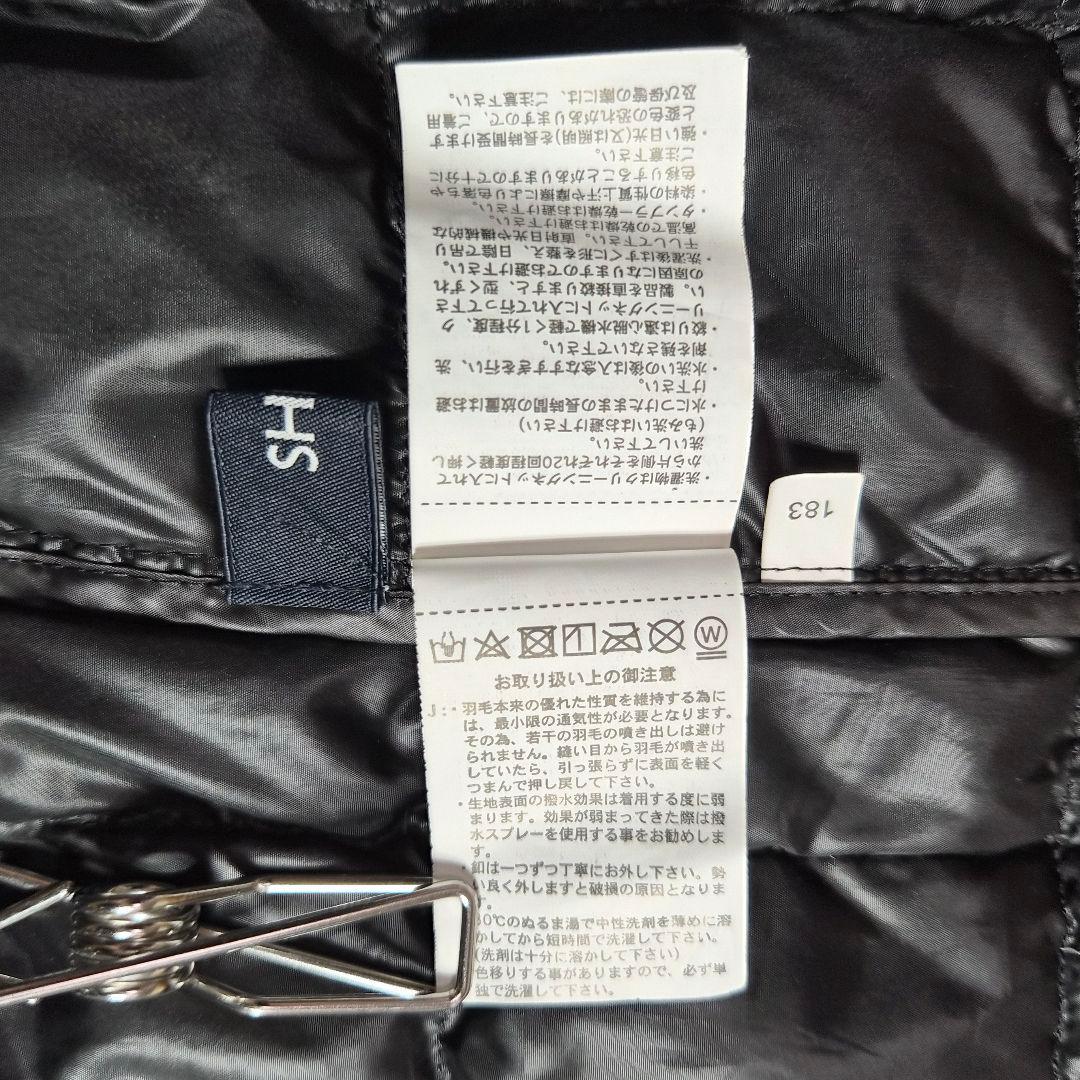 SH
183
・洗濯物はクリーニングネットに入れて
から片側をそれぞれ20回程度軽く押し
洗いして下さい。
(もみ洗いはお避け下さい)
・水につけたままの長時間の放置はお避
け下さい。
・水洗いの後は入念なすすぎを行い、洗
剤を残さないで下さい。
・絞りは遠心脱水機で軽く1分程度、ク
リーニングネットに入れて行って下さ
い。製品を直接絞りますと、型くずれ
の原因になりますのでお避け下さい。
・洗濯後はすぐに形を整え、日陰で吊り
干しして下さい。直射日光や機械的な
高温での乾燥はお避け下さい。
・タンブラー乾燥はお避け下さい。
・染料の性質上汗や摩擦により色落ちや
色移りすることがありますので十分に
ご注意下さい。
・強い日光(又は照明)を長時間受けます
と変色の恐れがありますので、ご着用
及び保管の際には、ご注意下さい。
W
お取り扱い上の御注意
J:・羽毛本来の優れた性質を維持する為に
は、最小限の通気性が必要となります。
その為、若干の羽毛の噴き出しは避け
られません。縫い目から羽毛が噴き出
していたら、引っ張らずに表面を軽く
つまんで押し戻して下さい。
・生地表面の撥水効果は着用する度に弱
まります。効果が弱まってきた際は撥
水スプレーを使用する事をお勧めしま
す。
釦は一つずつ丁寧にお外し下さい。勢
い良く外しますと破損の原因となりま
す。
30℃のぬるま湯で中性洗剤を薄めに溶
かしてから短時間で洗濯して下さい。
(洗剤は十分に溶かして下さい)
色移りする事がありますので、必ず単
独で洗濯して下さい。